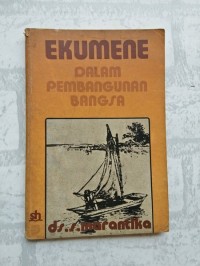 EKUMENE
DALAM
PEMBANGUNAN
BANGSA
sh
ds. s. marantika